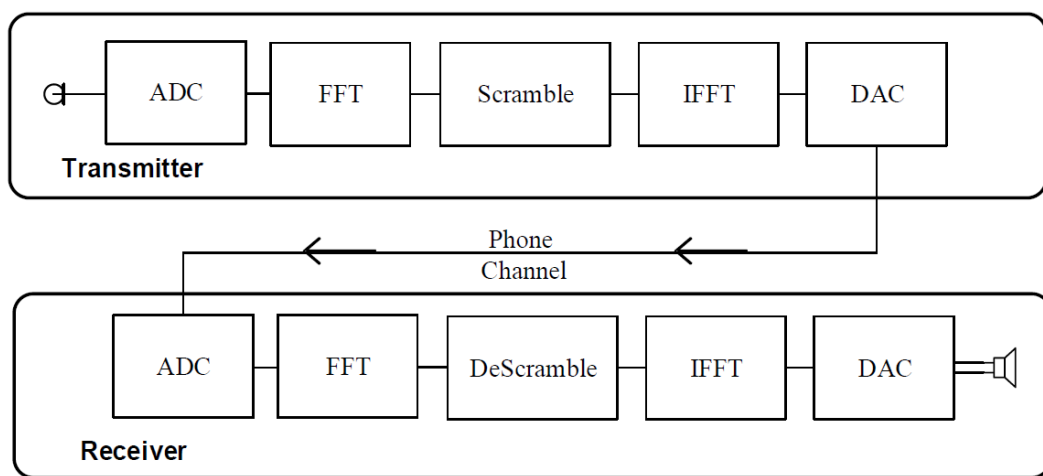 ADC
FFT
Scramble
IFFT
DAC
Transmitter
Phone
Channel
ADC
FFT
DeScramble
IFFT
DAC
Receiver